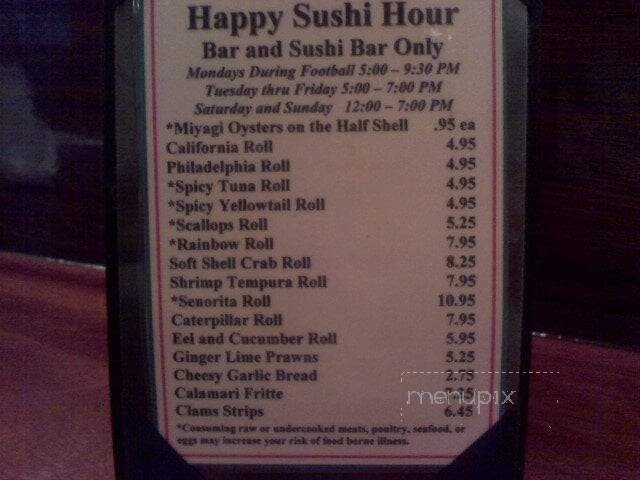 Happy Sushi Hour
Bar and Sushi Bar Only
Mondays During Football 5:00 – 9:30 PM
Tuesday thru Friday 5:00 – 7:00 PM
Saturday and Sunday 12:00 – 7:00 PM
*Miyagi Oysters on the Half Shell .95 ea
California Roll 4.95
Philadelphia Roll 4.95
*Spicy Tuna Roll 4.95
*Spicy Yellowtail Roll 4.95
*Scallops Roll 5.25
*Rainbow Roll 7.95
Soft Shell Crab Roll 8.25
Shrimp Tempura Roll 7.95
*Senorita Roll 10.95
Caterpillar Roll 7.95
Eel and Cucumber Roll 5.95
Ginger Lime Prawns 5.25
Cheesy Garlic Bread 2.75
Calamari Fritte
menupix
Clams Strips 6.45
*Consuming raw or undercooked meats, poultry, seafood, or
eggs may increase your risk of food borne illness.